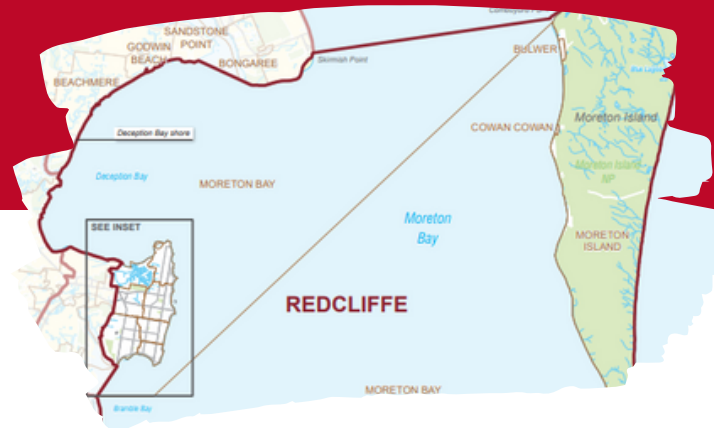 SANDSTONE
POINT
GODWIN
BEACH
BONGAREE
Skirmish Point
BEACHMERE
BULWER
COWAN COWAN
Moreton Island
Moreton Island
NP
Deception Bay shore
Deception Bay
MORETON BAY
Moreton
Bay
MORETON
ISLAND
SEE INSET
REDCLIFFE
MORETON BAY
Bramble Bay